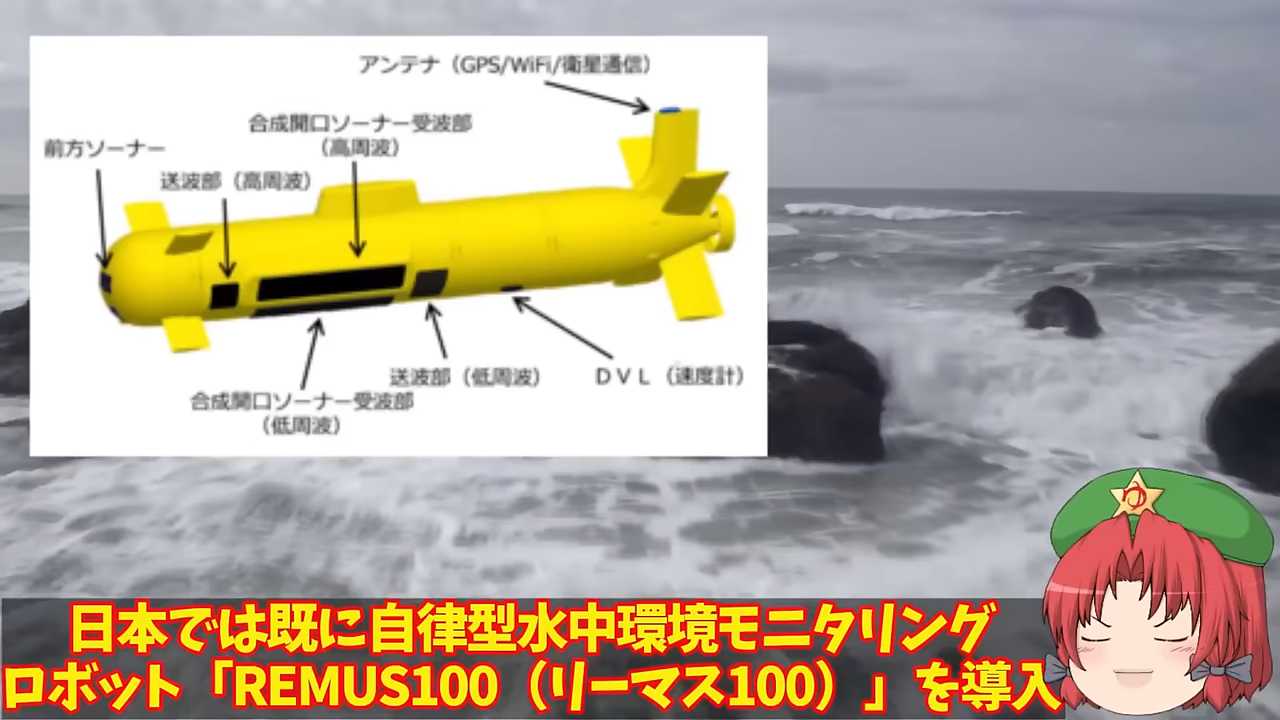 アンテナ（GPS/WiFi/衛星通信）
合成開口ソーナー受波部
（高周波）
前方ソーナー
送波部（高周波）
送波部（低周波）
ＤＶＬ（速度計）
合成開口ソーナー受波部
（低周波）
日本では既に自律型水中環境モニタリング
ロボット「REMUS100（リーマス100）」を導入